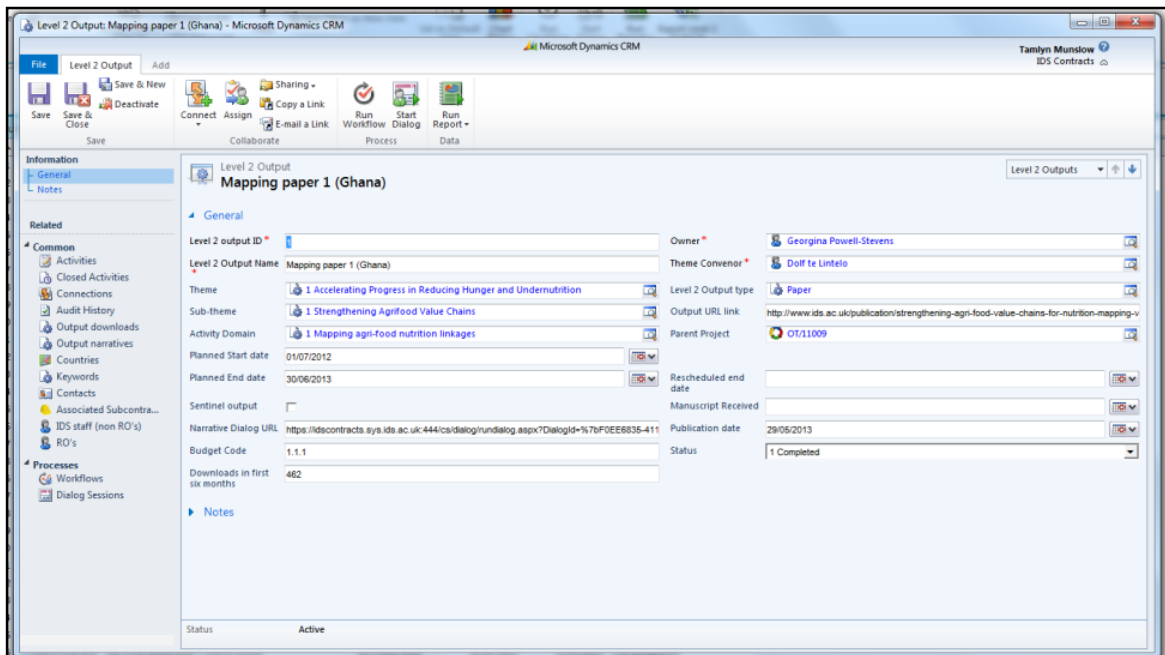 Level 2 Output: Mapping paper 1 (Ghana) - Microsoft Dynamics CRM
Microsoft Dynamics CRM
Tamlyn Munslow
IDS Contracts
File
Level 2 Output
Add
Save
Save & Close
Save & New
Deactivate
Save
Connect
Assign
Sharing
Copy a Link
E-mail a Link
Collaborate
Run Workflow
Start Dialog
Process
Run Report
Data
Information
General
Notes
Related
Common
Activities
Closed Activities
Connections
Audit History
Output downloads
Output narratives
Countries
Keywords
Contacts
Associated Subcontra...
IDS staff (non RO's)
RO's
Processes
Workflows
Dialog Sessions
Level 2 Output
Mapping paper 1 (Ghana)
Level 2 Outputs
General
Level 2 output ID * 1
Owner * Georgina Powell-Stevens
Level 2 Output Name * Mapping paper 1 (Ghana)
Theme Convenor * Dolf te Lintelo
Theme 1 Accelerating Progress in Reducing Hunger and Undernutrition
Level 2 Output type Paper
Sub-theme 1 Strengthening Agrifood Value Chains
Output URL link http://www.ids.ac.uk/publication/strengthening-agri-food-value-chains-for-nutrition-mapping-v
Activity Domain 1 Mapping agri-food nutrition linkages
Parent Project OT/11009
Planned Start date 01/07/2012
Planned End date 30/06/2013
Rescheduled end date
Sentinel output
Manuscript Received
Narrative Dialog URL https://idscontracts.sys.ids.ac.uk:444/cs/dialog/rundialog.aspx?DialogId=%7bF0EE6835-411
Publication date 29/05/2013
Budget Code 1.1.1
Status 1 Completed
Downloads in first six months 462
Notes
Status Active